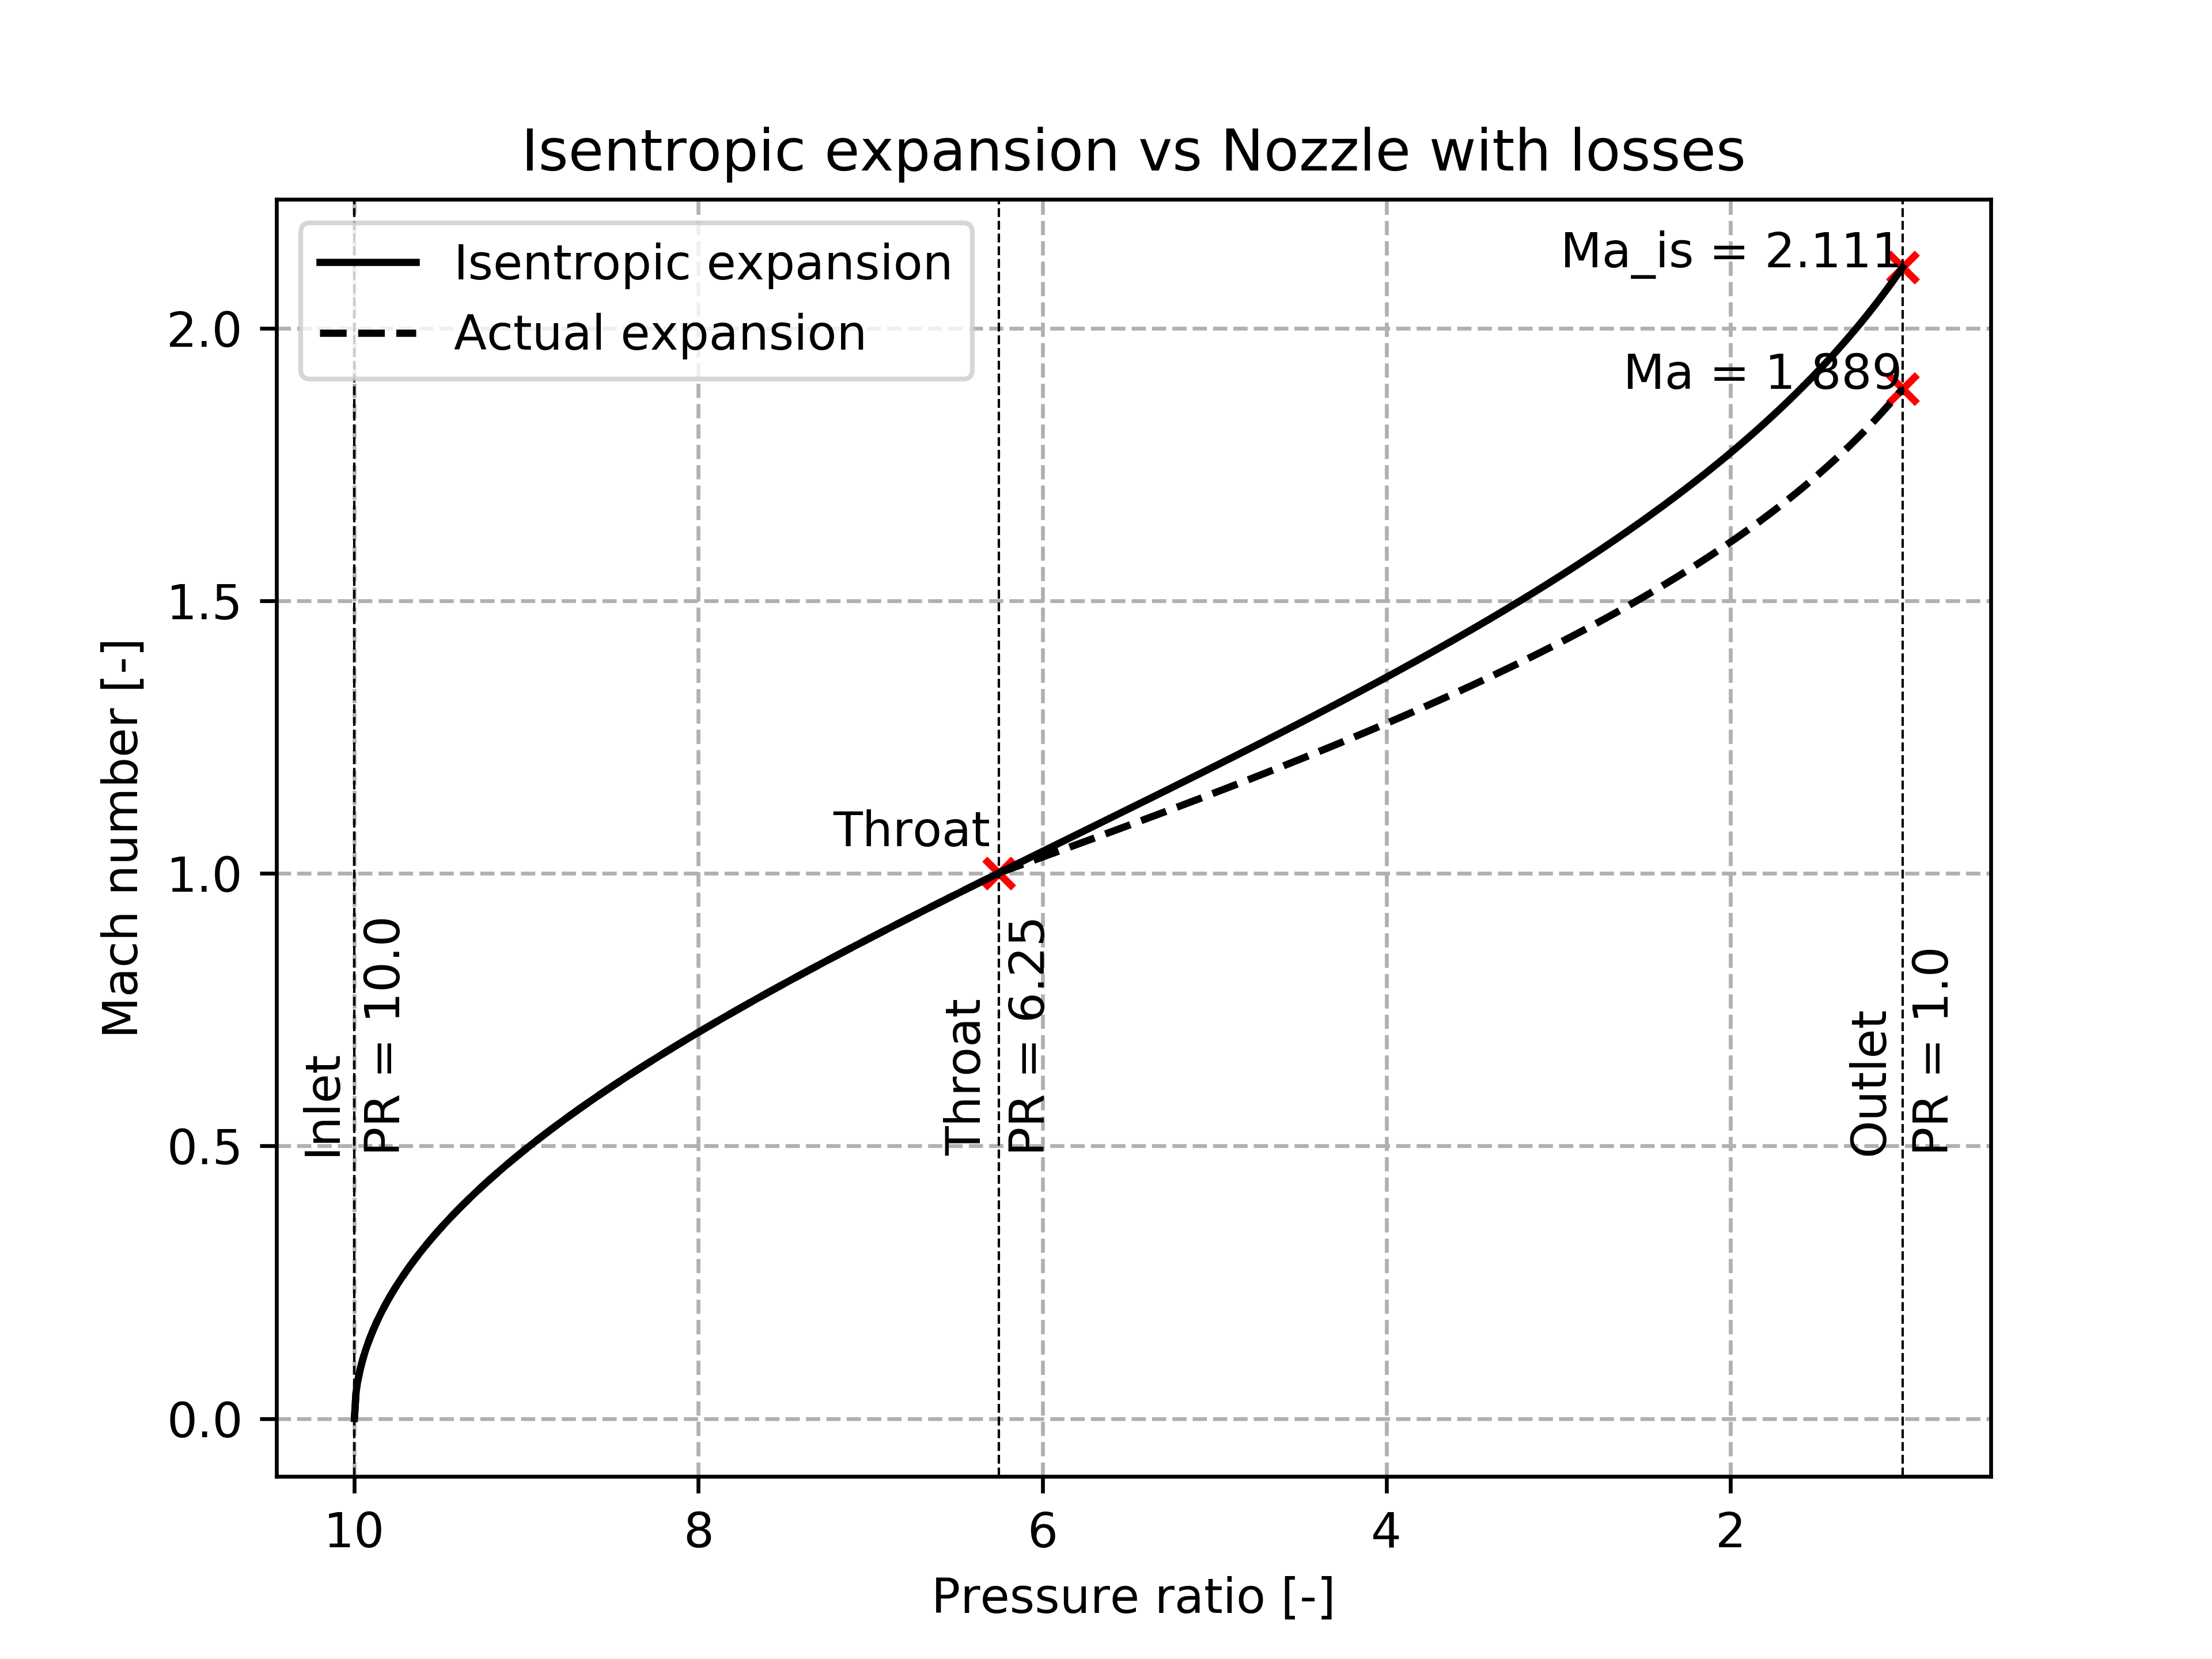 Isentropic expansion vs Nozzle with losses
Isentropic expansion
Actual expansion
Ma_is = 2.111
Ma = 1.889
Throat
Inlet
PR = 10.0
Throat
PR = 6.25
Outlet
PR = 1.0
Mach number [-]
2.0
1.5
1.0
0.5
0.0
10 8 6 4 2
Pressure ratio [-]